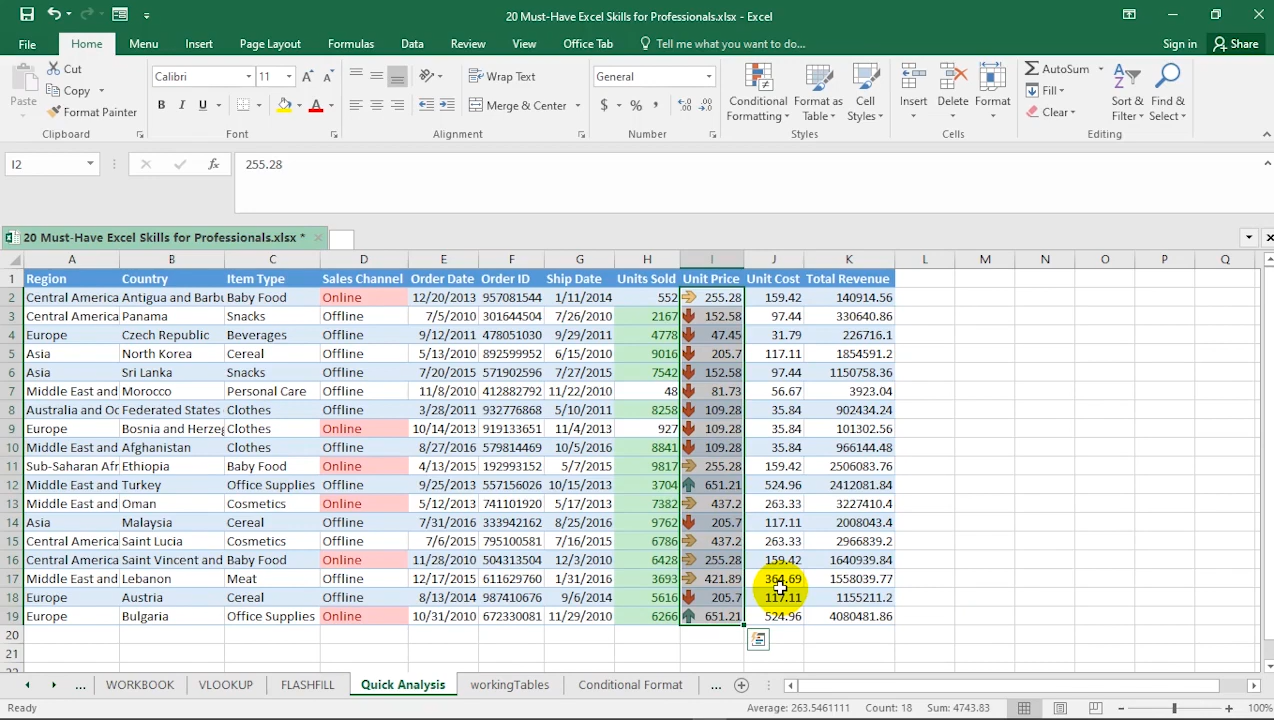 20 Must-Have Excel Skills for Professionals.xlsx - Excel
File Home Menu Insert Page Layout Formulas Data Review View Office Tab Tell me what you want to do... Sign in Share
Paste Cut Copy Format Painter Clipboard
Calibri 11 B I U A Font
Wrap Text Merge & Center Alignment
General $ % , Number
Conditional Formatting Format as Table Cell Styles Styles
Insert Delete Format Cells
AutoSum Fill Clear Sort & Filter Find & Select Editing
I2 fx 255.28
20 Must-Have Excel Skills for Professionals.xlsx *
A B C D E F G H I J K L M N O P Q
1 Region Country Item Type Sales Channel Order Date Order ID Ship Date Units Sold Unit Price Unit Cost Total Revenue
2 Central America Antigua and Barbu Baby Food Online 12/20/2013 957081544 1/11/2014 552 255.28 159.42 140914.56
3 Central America Panama Snacks Offline 7/5/2010 301644504 7/26/2010 2167 152.58 97.44 330640.86
4 Europe Czech Republic Beverages Offline 9/12/2011 478051030 9/29/2011 4778 47.45 31.79 226716.1
5 Asia North Korea Cereal Offline 5/13/2010 892599952 6/15/2010 9016 205.7 117.11 1854591.2
6 Asia Sri Lanka Snacks Offline 7/20/2015 571902596 7/27/2015 7542 152.58 97.44 1150758.36
7 Middle East and Morocco Personal Care Offline 11/8/2010 412882792 11/22/2010 48 81.73 56.67 3923.04
8 Australia and Oc Federated States Clothes Offline 3/28/2011 932776868 5/10/2011 8258 109.28 35.84 902434.24
9 Europe Bosnia and Herzeg Clothes Online 10/14/2013 919133651 11/4/2013 927 109.28 35.84 101302.56
10 Middle East and Afghanistan Clothes Offline 8/27/2016 579814469 10/5/2016 8841 109.28 35.84 966144.48
11 Sub-Saharan Afr Ethiopia Baby Food Online 4/13/2015 192993152 5/7/2015 9817 255.28 159.42 2506083.76
12 Middle East and Turkey Office Supplies Online 9/25/2013 557156026 10/15/2013 3704 651.21 524.96 2412081.84
13 Middle East and Oman Cosmetics Online 5/12/2013 741101920 5/17/2013 7382 437.2 263.33 3227410.4
14 Asia Malaysia Cereal Offline 7/31/2016 333942162 8/25/2016 9762 205.7 117.11 2008043.4
15 Central America Saint Lucia Cosmetics Offline 7/6/2015 795100581 7/16/2015 6786 437.2 263.33 2966839.2
16 Central America Saint Vincent and Baby Food Online 11/28/2010 504313504 12/3/2010 6428 255.28 159.42 1640939.84
17 Middle East and Lebanon Meat Offline 12/17/2015 611629760 1/31/2016 3693 421.89 364.69 1558039.77
18 Europe Austria Cereal Offline 8/13/2014 987410676 9/6/2014 5616 205.7 117.11 1155211.2
19 Europe Bulgaria Office Supplies Online 10/31/2010 672330081 11/29/2010 6266 651.21 524.96 4080481.86
20
21
... WORKBOOK VLOOKUP FLASHFILL Quick Analysis workingTables Conditional Format ...
Ready Average: 263.5461111 Count: 18 Sum: 4743.83 100%